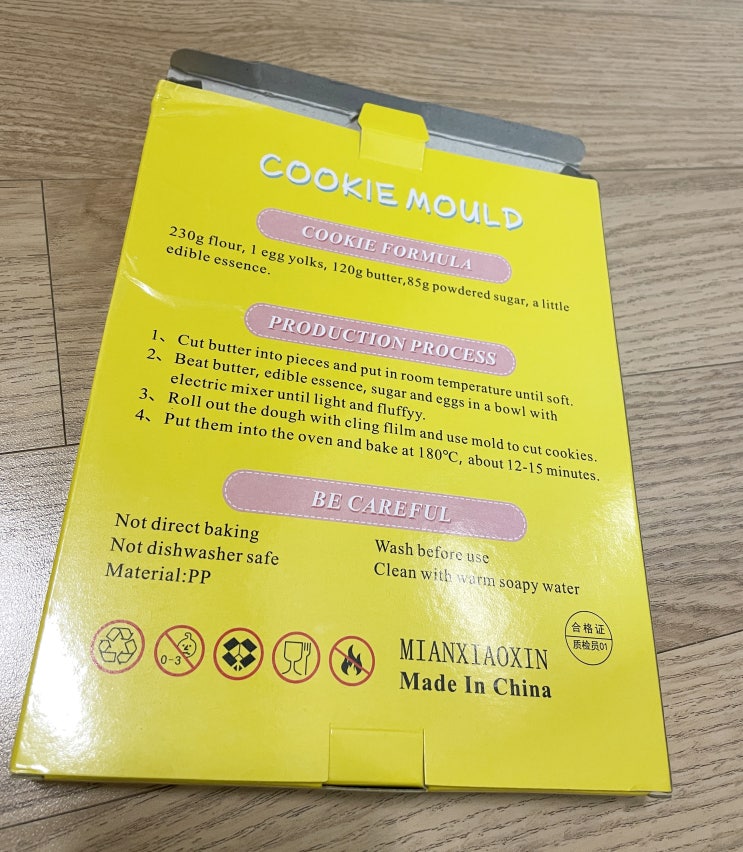 COOKIE MOULD
COOKIE FORMULA
230g flour, 1 egg yolks, 120g butter,85g powdered sugar, a little
edible essence.
PRODUCTION PROCESS
1、 Cut butter into pieces and put in room temperature until soft.
2、 Beat butter, edible essence, sugar and eggs in a bowl with
electric mixer until light and fluffyy.
3、 Roll out the dough with cling flilm and use mold to cut cookies.
4、 Put them into the oven and bake at 180℃, about 12-15 minutes.
BE CAREFUL
Not direct baking
Not dishwasher safe
Material:PP
Wash before use
Clean with warm soapy water
0-3
MIANXIAOXIN
Made In China
合格证
质检员01